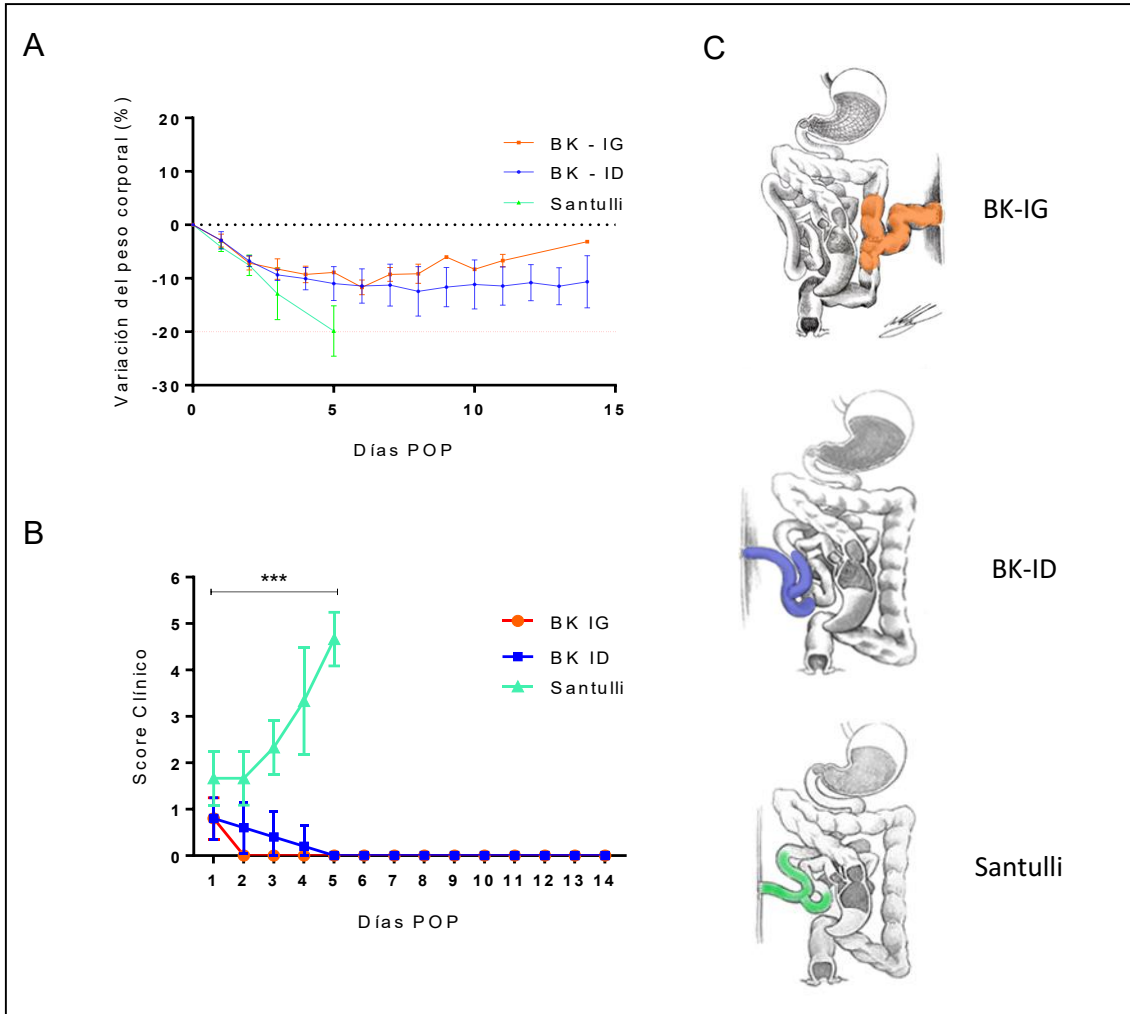 A
Variación del peso corporal (%)
20
10
0
-10
-20
-30
0
5
10
15
Días POP
BK - IG
BK - ID
Santulli
B
Score Clínico
6
5
4
3
2
1
0
***
BK IG
BK ID
Santulli
1 2 3 4 5 6 7 8 9 10 11 12 13 14
Días POP
C
BK-IG
BK-ID
Santulli